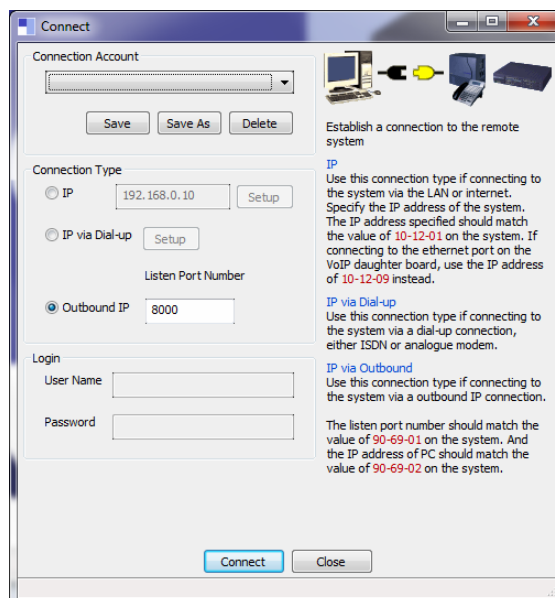 Connect
Connection Account
Save
Save As
Delete
Connection Type
IP
192.168.0.10
Setup
IP via Dial-up
Setup
Listen Port Number
Outbound IP
8000
Login
User Name
Password
Establish a connection to the remote
system
IP
Use this connection type if connecting to
the system via the LAN or internet.
Specify the IP address of the system.
The IP address specified should match
the value of 10-12-01 on the system. If
connecting to the ethernet port on the
VoIP daughter board, use the IP address
of 10-12-09 instead.
IP via Dial-up
Use this connection type if connecting to
the system via a dial-up connection,
either ISDN or analogue modem.
IP via Outbound
Use this connection type if connecting to
the system via a outbound IP connection.
The listen port number should match the
value of 90-69-01 on the system. And
the IP address of PC should match the
value of 90-69-02 on the system.
Connect
Close